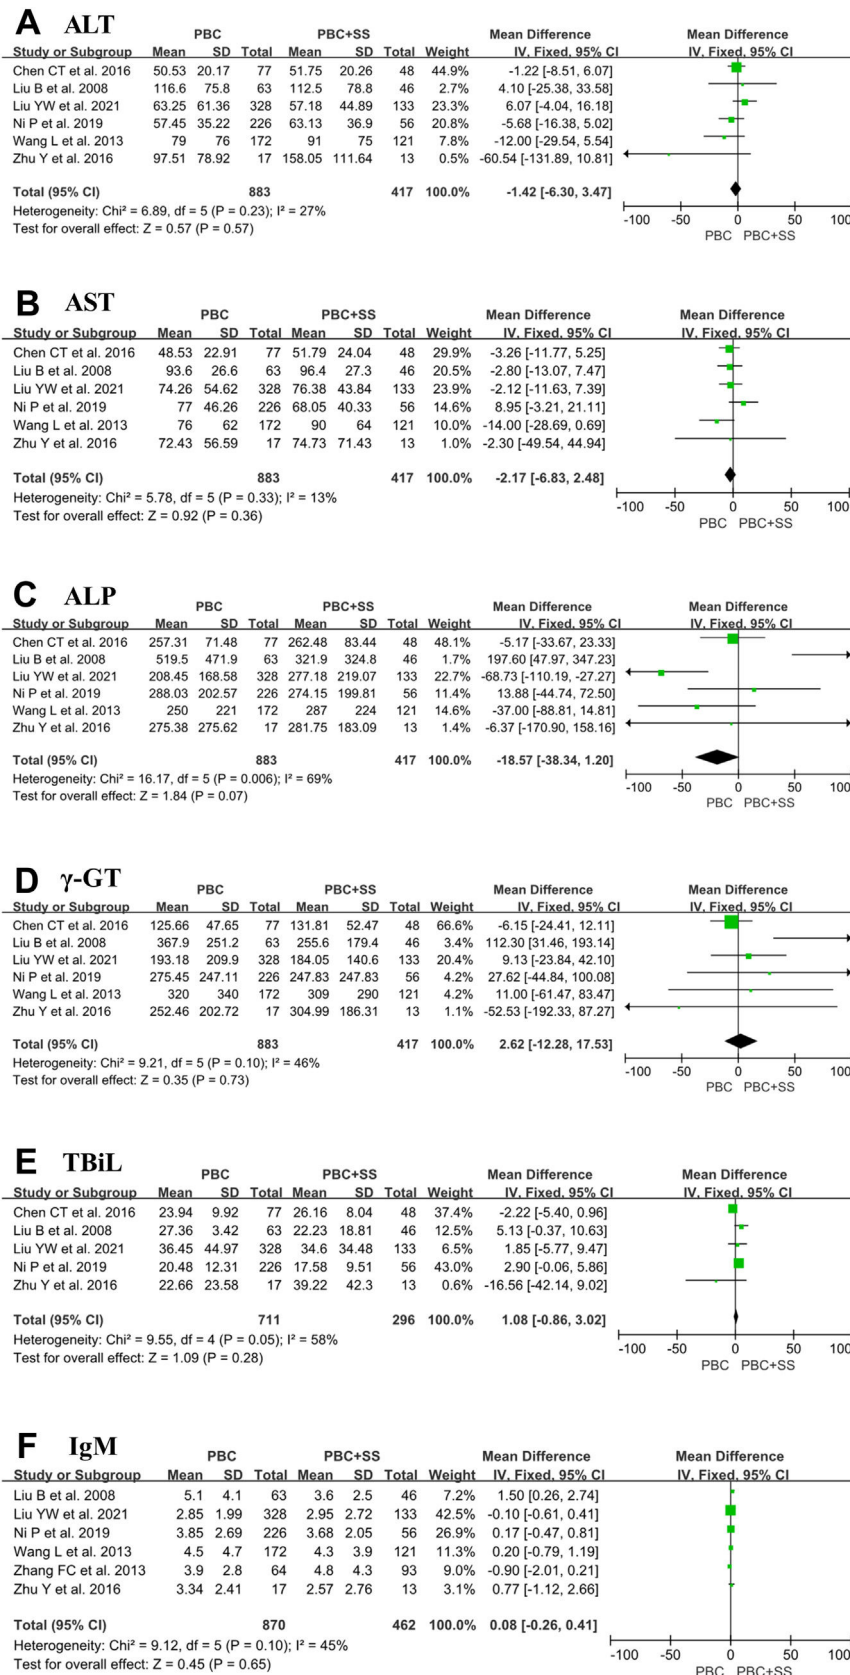 A ALT
PBC PBC+SS Mean Difference Mean Difference
Study or Subgroup Mean SD Total Mean SD Total Weight IV, Fixed, 95% CI IV, Fixed, 95% CI
Chen CT et al. 2016 50.53 20.17 77 51.75 20.26 48 44.9% -1.22 [-8.51, 6.07]
Liu B et al. 2008 116.6 75.8 63 112.5 78.8 46 2.7% 4.10 [-25.38, 33.58]
Liu YW et al. 2021 63.25 61.36 328 57.18 44.89 133 23.3% 6.07 [-4.04, 16.18]
Ni P et al. 2019 57.45 35.22 226 63.13 36.9 56 20.8% -5.68 [-16.38, 5.02]
Wang L et al. 2013 79 76 172 91 75 121 7.8% -12.00 [-29.54, 5.54]
Zhu Y et al. 2016 97.51 78.92 17 158.05 111.64 13 0.5% -60.54 [-131.89, 10.81]
Total (95% CI) 883 417 100.0% -1.42 [-6.30, 3.47]
Heterogeneity: Chi² = 6.89, df = 5 (P = 0.23); I² = 27%
Test for overall effect: Z = 0.57 (P = 0.57)
-100 -50 0 50 100
PBC PBC+SS
B AST
PBC PBC+SS Mean Difference Mean Difference
Study or Subgroup Mean SD Total Mean SD Total Weight IV, Fixed, 95% CI IV, Fixed, 95% CI
Chen CT et al. 2016 48.53 22.91 77 51.79 24.04 48 29.9% -3.26 [-11.77, 5.25]
Liu B et al. 2008 93.6 26.6 63 96.4 27.3 46 20.5% -2.80 [-13.07, 7.47]
Liu YW et al. 2021 74.26 54.62 328 76.38 43.84 133 23.9% -2.12 [-11.63, 7.39]
Ni P et al. 2019 77 46.26 226 68.05 40.33 56 14.6% 8.95 [-3.21, 21.11]
Wang L et al. 2013 76 62 172 90 64 121 10.0% -14.00 [-28.69, 0.69]
Zhu Y et al. 2016 72.43 56.59 17 74.73 71.43 13 1.0% -2.30 [-49.54, 44.94]
Total (95% CI) 883 417 100.0% -2.17 [-6.83, 2.48]
Heterogeneity: Chi² = 5.78, df = 5 (P = 0.33); I² = 13%
Test for overall effect: Z = 0.92 (P = 0.36)
-100 -50 0 50 100
PBC PBC+SS
C ALP
PBC PBC+SS Mean Difference Mean Difference
Study or Subgroup Mean SD Total Mean SD Total Weight IV, Fixed, 95% CI IV, Fixed, 95% CI
Chen CT et al. 2016 257.31 71.48 77 262.48 83.44 48 48.1% -5.17 [-33.67, 23.33]
Liu B et al. 2008 519.5 471.9 63 321.9 324.8 46 1.7% 197.60 [47.97, 347.23]
Liu YW et al. 2021 208.45 168.58 328 277.18 219.07 133 22.7% -68.73 [-110.19, -27.27]
Ni P et al. 2019 288.03 202.57 226 274.15 199.81 56 11.4% 13.88 [-44.74, 72.50]
Wang L et al. 2013 250 221 172 287 224 121 14.6% -37.00 [-88.81, 14.81]
Zhu Y et al. 2016 275.38 275.62 17 281.75 183.09 13 1.4% -6.37 [-170.90, 158.16]
Total (95% CI) 883 417 100.0% -18.57 [-38.34, 1.20]
Heterogeneity: Chi² = 16.17, df = 5 (P = 0.006); I² = 69%
Test for overall effect: Z = 1.84 (P = 0.07)
-100 -50 0 50 100
PBC PBC+SS
D γ-GT
PBC PBC+SS Mean Difference Mean Difference
Study or Subgroup Mean SD Total Mean SD Total Weight IV, Fixed, 95% CI IV, Fixed, 95% CI
Chen CT et al. 2016 125.66 47.65 77 131.81 52.47 48 66.6% -6.15 [-24.41, 12.11]
Liu B et al. 2008 367.9 251.2 63 255.6 179.4 46 3.4% 112.30 [31.46, 193.14]
Liu YW et al. 2021 193.18 209.9 328 184.05 140.6 133 20.4% 9.13 [-23.84, 42.10]
Ni P et al. 2019 275.45 247.11 226 247.83 247.83 56 4.2% 27.62 [-44.84, 100.08]
Wang L et al. 2013 320 340 172 309 290 121 4.2% 11.00 [-61.47, 83.47]
Zhu Y et al. 2016 252.46 202.72 17 304.99 186.31 13 1.1% -52.53 [-192.33, 87.27]
Total (95% CI) 883 417 100.0% 2.62 [-12.28, 17.53]
Heterogeneity: Chi² = 9.21, df = 5 (P = 0.10); I² = 46%
Test for overall effect: Z = 0.35 (P = 0.73)
-100 -50 0 50 100
PBC PBC+SS
E TBiL
PBC PBC+SS Mean Difference Mean Difference
Study or Subgroup Mean SD Total Mean SD Total Weight IV, Fixed, 95% CI IV, Fixed, 95% CI
Chen CT et al. 2016 23.94 9.92 77 26.16 8.04 48 37.4% -2.22 [-5.40, 0.96]
Liu B et al. 2008 27.36 3.42 63 22.23 18.81 46 12.5% 5.13 [-0.37, 10.63]
Liu YW et al. 2021 36.45 44.97 328 34.6 34.48 133 6.5% 1.85 [-5.77, 9.47]
Ni P et al. 2019 20.48 12.31 226 17.58 9.51 56 43.0% 2.90 [-0.06, 5.86]
Zhu Y et al. 2016 22.66 23.58 17 39.22 42.3 13 0.6% -16.56 [-42.14, 9.02]
Total (95% CI) 711 296 100.0% 1.08 [-0.86, 3.02]
Heterogeneity: Chi² = 9.55, df = 4 (P = 0.05); I² = 58%
Test for overall effect: Z = 1.09 (P = 0.28)
-100 -50 0 50 100
PBC PBC+SS
F IgM
PBC PBC+SS Mean Difference Mean Difference
Study or Subgroup Mean SD Total Mean SD Total Weight IV, Fixed, 95% CI IV, Fixed, 95% CI
Liu B et al. 2008 5.1 4.1 63 3.6 2.5 46 7.2% 1.50 [0.26, 2.74]
Liu YW et al. 2021 2.85 1.99 328 2.95 2.72 133 42.5% -0.10 [-0.61, 0.41]
Ni P et al. 2019 3.85 2.69 226 3.68 2.05 56 26.9% 0.17 [-0.47, 0.81]
Wang L et al. 2013 4.5 4.7 172 4.3 3.9 121 11.3% 0.20 [-0.79, 1.19]
Zhang FC et al. 2013 3.9 2.8 64 4.8 4.3 93 9.0% -0.90 [-2.01, 0.21]
Zhu Y et al. 2016 3.34 2.41 17 2.57 2.76 13 3.1% 0.77 [-1.12, 2.66]
Total (95% CI) 870 462 100.0% 0.08 [-0.26, 0.41]
Heterogeneity: Chi² = 9.12, df = 5 (P = 0.10); I² = 45%
Test for overall effect: Z = 0.45 (P = 0.65)
-100 -50 0 50 100
PBC PBC+SS